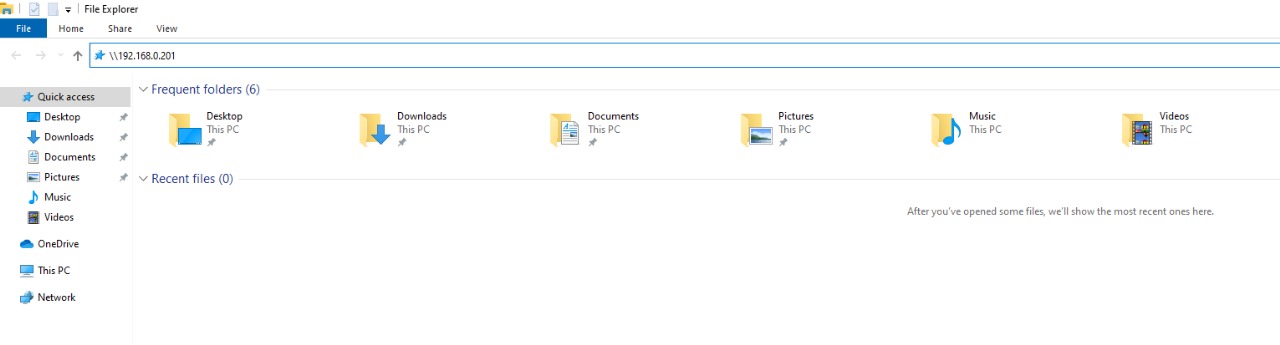 File Explorer
File Home Share View
\\192.168.0.201
Quick access
Desktop
Downloads
Documents
Pictures
Music
Videos
OneDrive
This PC
Network
Frequent folders (6)
Desktop
This PC
Downloads
This PC
Documents
This PC
Pictures
This PC
Music
This PC
Videos
This PC
Recent files (0)
After you've opened some files, we'll show the most recent ones here.